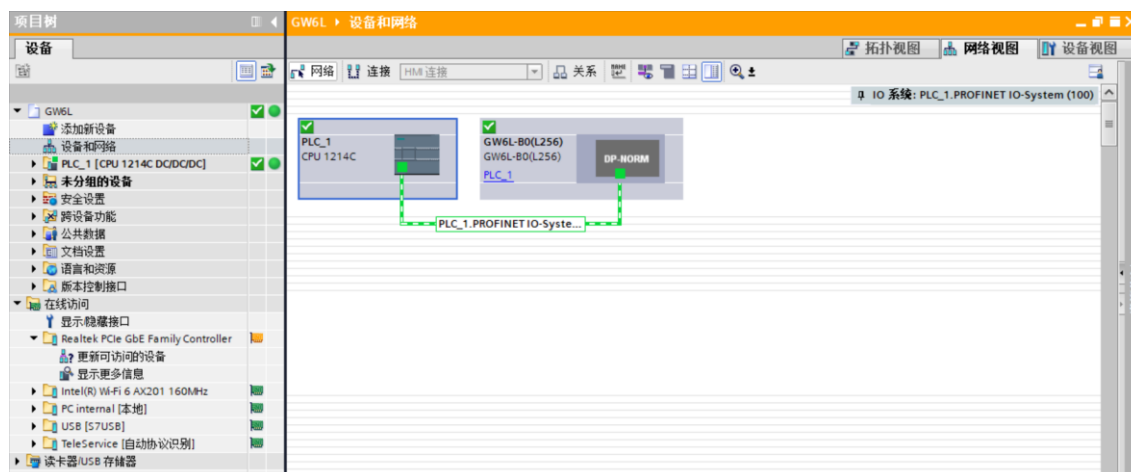 项目树
GW6L ▸ 设备和网络
设备
拓扑视图
网络视图
设备视图
网络
连接
HMI 连接
关系
IO 系统: PLC_1.PROFINET IO-System (100)
GW6L
添加新设备
设备和网络
PLC_1 [CPU 1214C DC/DC/DC]
未分组的设备
安全设置
跨设备功能
公共数据
文档设置
语言和资源
版本控制接口
在线访问
显示/隐藏接口
Realtek PCIe GbE Family Controller
更新可访问的设备
显示更多信息
Intel(R) Wi-Fi 6 AX201 160MHz
PC internal [本地]
USB [S7USB]
TeleService [自动协议识别]
读卡器/USB 存储器
PLC_1
CPU 1214C
GW6L-B0(L256)
GW6L-B0(L256)
DP-NORM
PLC_1
PLC_1.PROFINET IO-Syste...